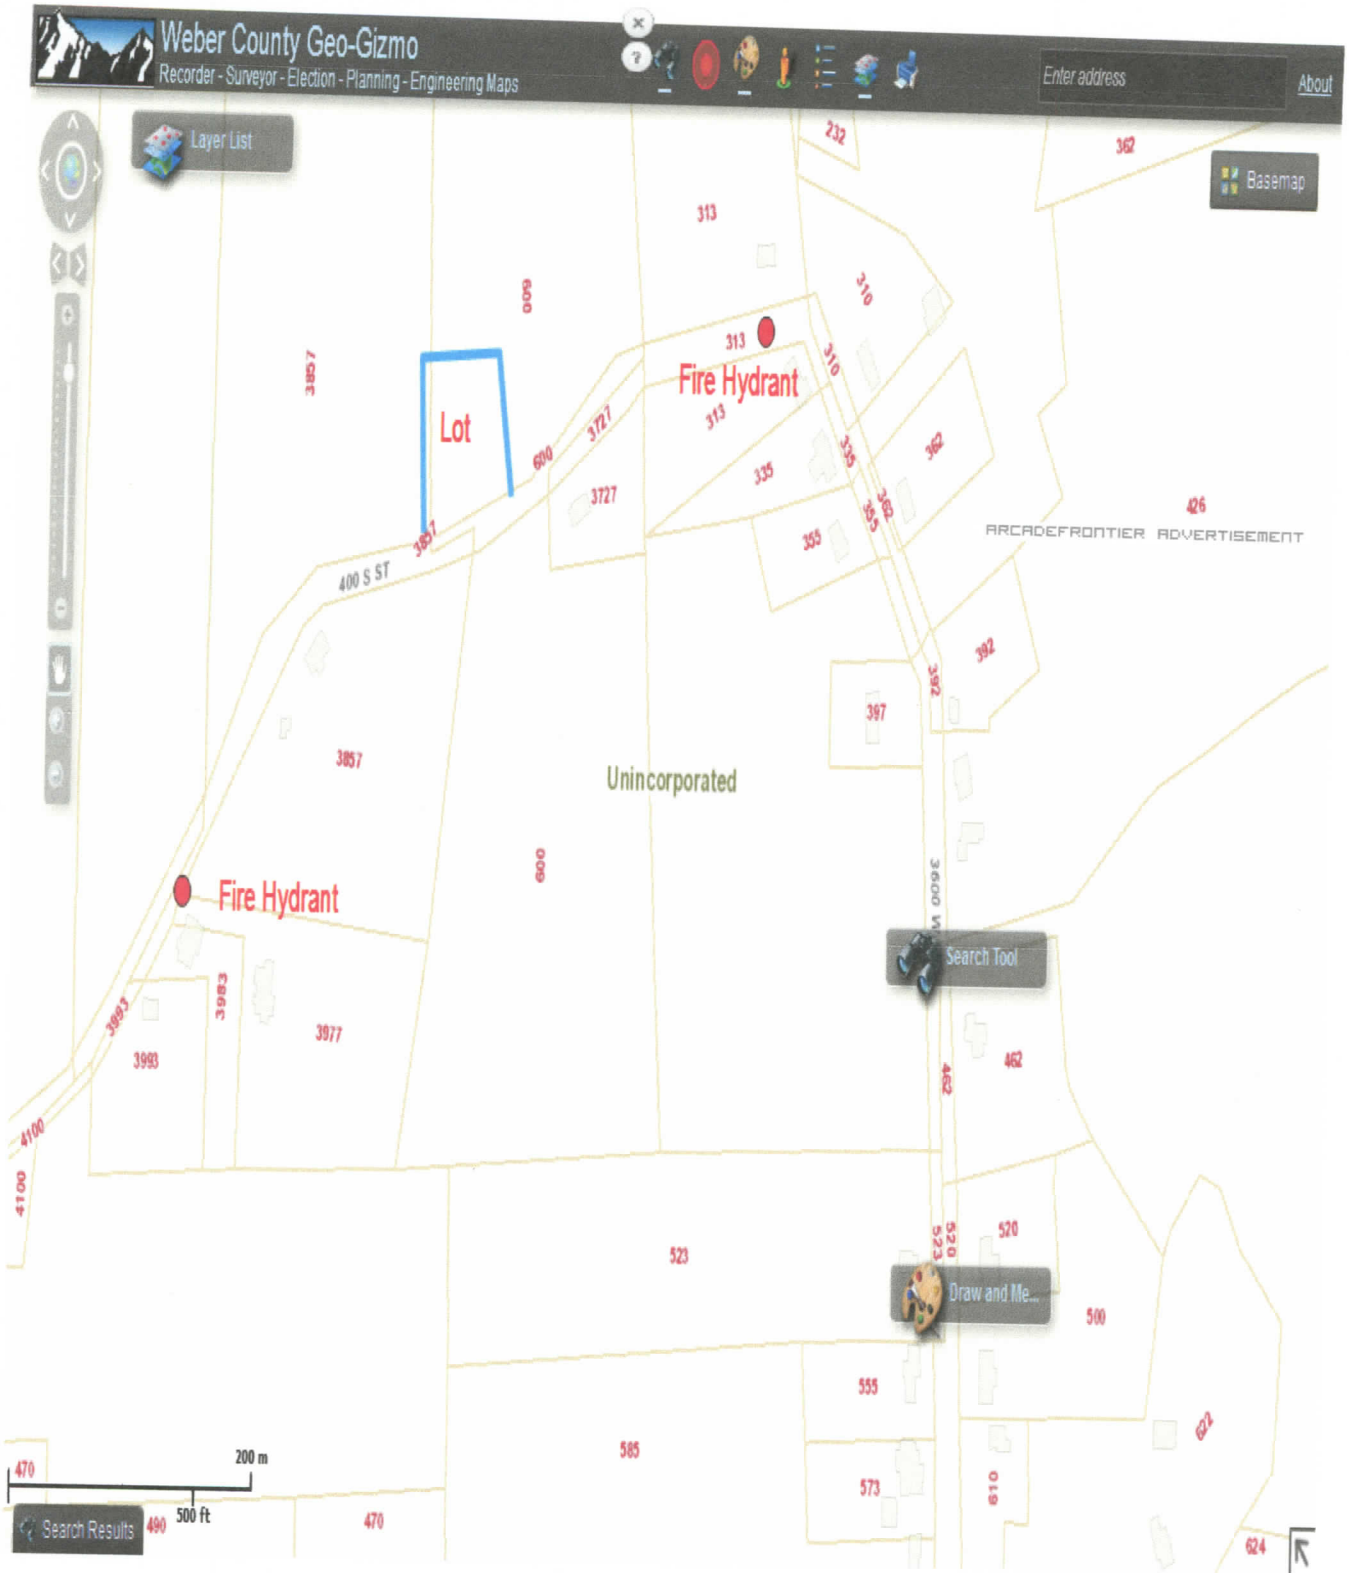 Weber County Geo-Gizmo
Recorder - Surveyor - Election - Planning - Engineering Maps
Enter address
About
Layer List
Basemap
232
362
313
310
600
3857
313
310
Fire Hydrant
Lot
3727
313
335
362
600
3727
335
362
355
355
426
ARCADEFRONTIER ADVERTISEMENT
3857
400 S ST
392
392
397
3857
Unincorporated
600
3600 W
Fire Hydrant
Search Tool
3993
3983
3977
3993
462
462
4100
4100
523
520
520
523
Draw and Me...
500
555
585
622
470
200 m
573
610
500 ft
Search Results
490
470
624